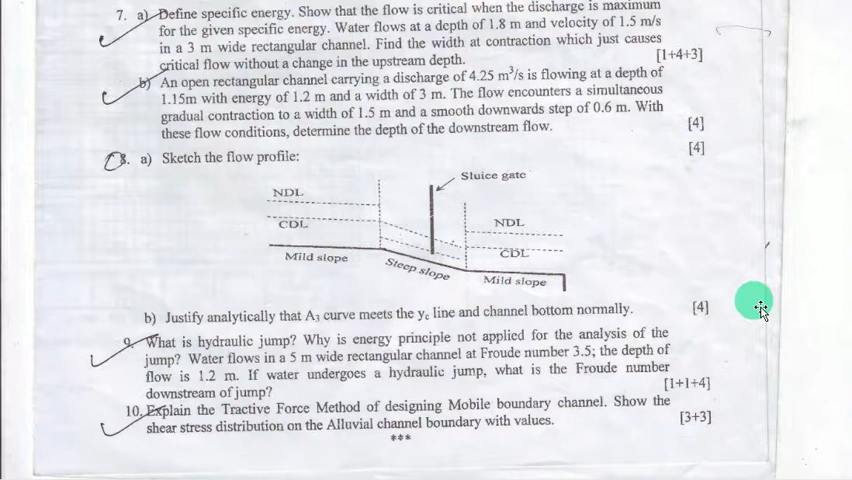 7. a) Define specific energy. Show that the flow is critical when the discharge is maximum
for the given specific energy. Water flows at a depth of 1.8 m and velocity of 1.5 m/s
in a 3 m wide rectangular channel. Find the width at contraction which just causes
critical flow without a change in the upstream depth. [1+4+3]
b) An open rectangular channel carrying a discharge of 4.25 m³/s is flowing at a depth of
1.15m with energy of 1.2 m and a width of 3 m. The flow encounters a simultaneous
gradual contraction to a width of 1.5 m and a smooth downwards step of 0.6 m. With
these flow conditions, determine the depth of the downstream flow. [4]
8. a) Sketch the flow profile: [4]
Sluice gate
NDL
CDL
NDL
CDL
Mild slope
Steep slope
Mild slope
b) Justify analytically that A₃ curve meets the yc line and channel bottom normally. [4]
9. What is hydraulic jump? Why is energy principle not applied for the analysis of the
jump? Water flows in a 5 m wide rectangular channel at Froude number 3.5; the depth of
flow is 1.2 m. If water undergoes a hydraulic jump, what is the Froude number
downstream of jump? [1+1+4]
10. Explain the Tractive Force Method of designing Mobile boundary channel. Show the
shear stress distribution on the Alluvial channel boundary with values. [3+3]
***